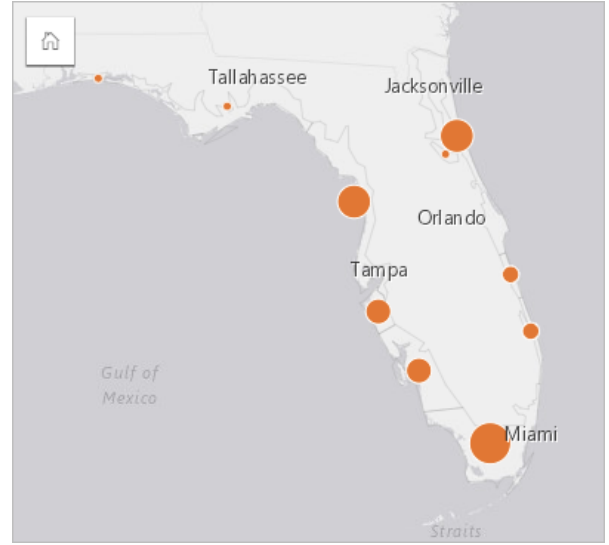 Tallahassee
Jacksonville
Orlando
Tampa
Gulf of
Mexico
Miami
Straits